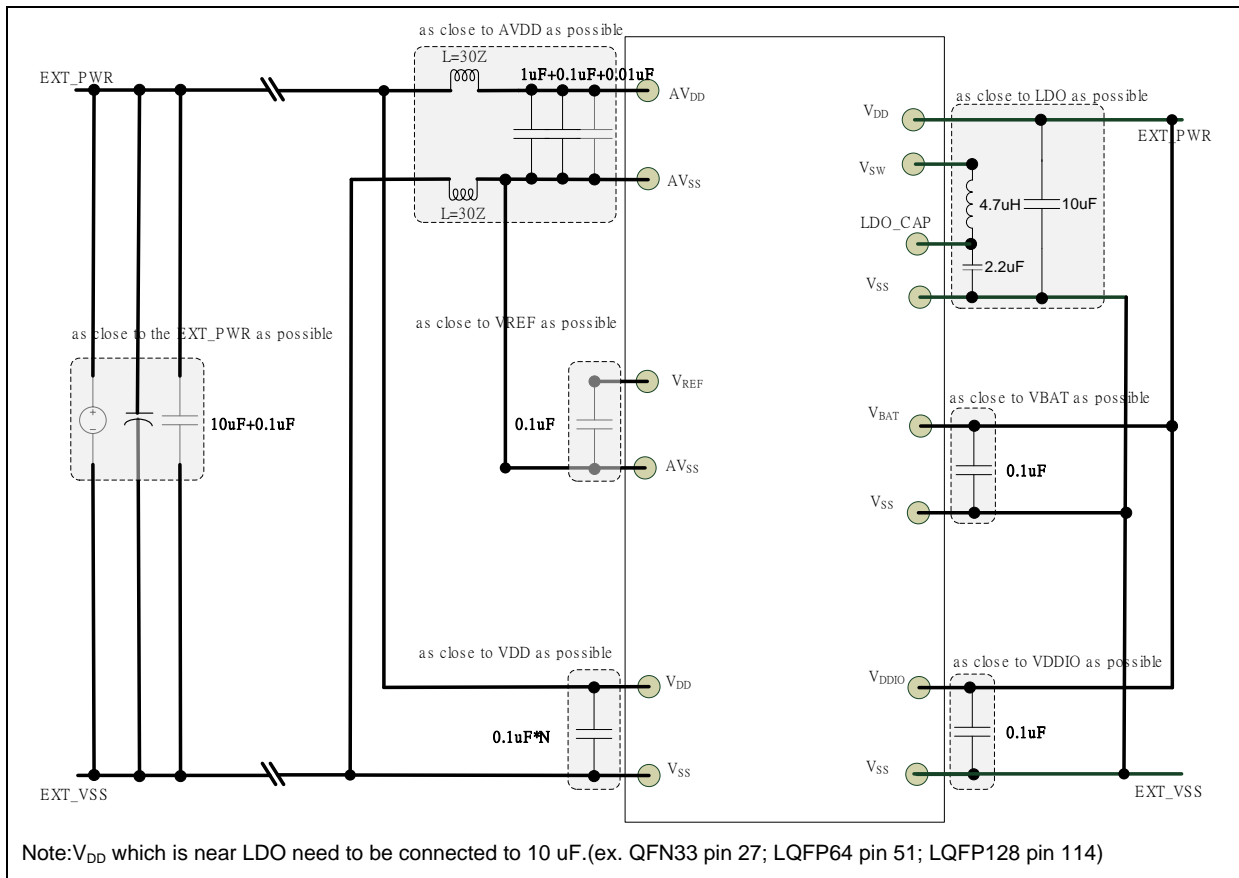 as close to AVDD as possible
L=30Z
1uF+0.1uF+0.01uF
EXT_PWR
AVDD
as close to LDO as possible
VDD
EXT_PWR
VSW
AVSS
L=30Z
4.7uH
10uF
LDO_CAP
2.2uF
VSS
as close to VREF as possible
as close to the EXT_PWR as possible
VREF
as close to VBAT as possible
VBAT
+
−
10uF+0.1uF
0.1uF
AVSS
0.1uF
VSS
as close to VDD as possible
as close to VDDIO as possible
VDD
VDDIO
0.1uF*N
0.1uF
VSS
VSS
EXT_VSS
EXT_VSS
Note:VDD which is near LDO need to be connected to 10 uF.(ex. QFN33 pin 27; LQFP64 pin 51; LQFP128 pin 114)